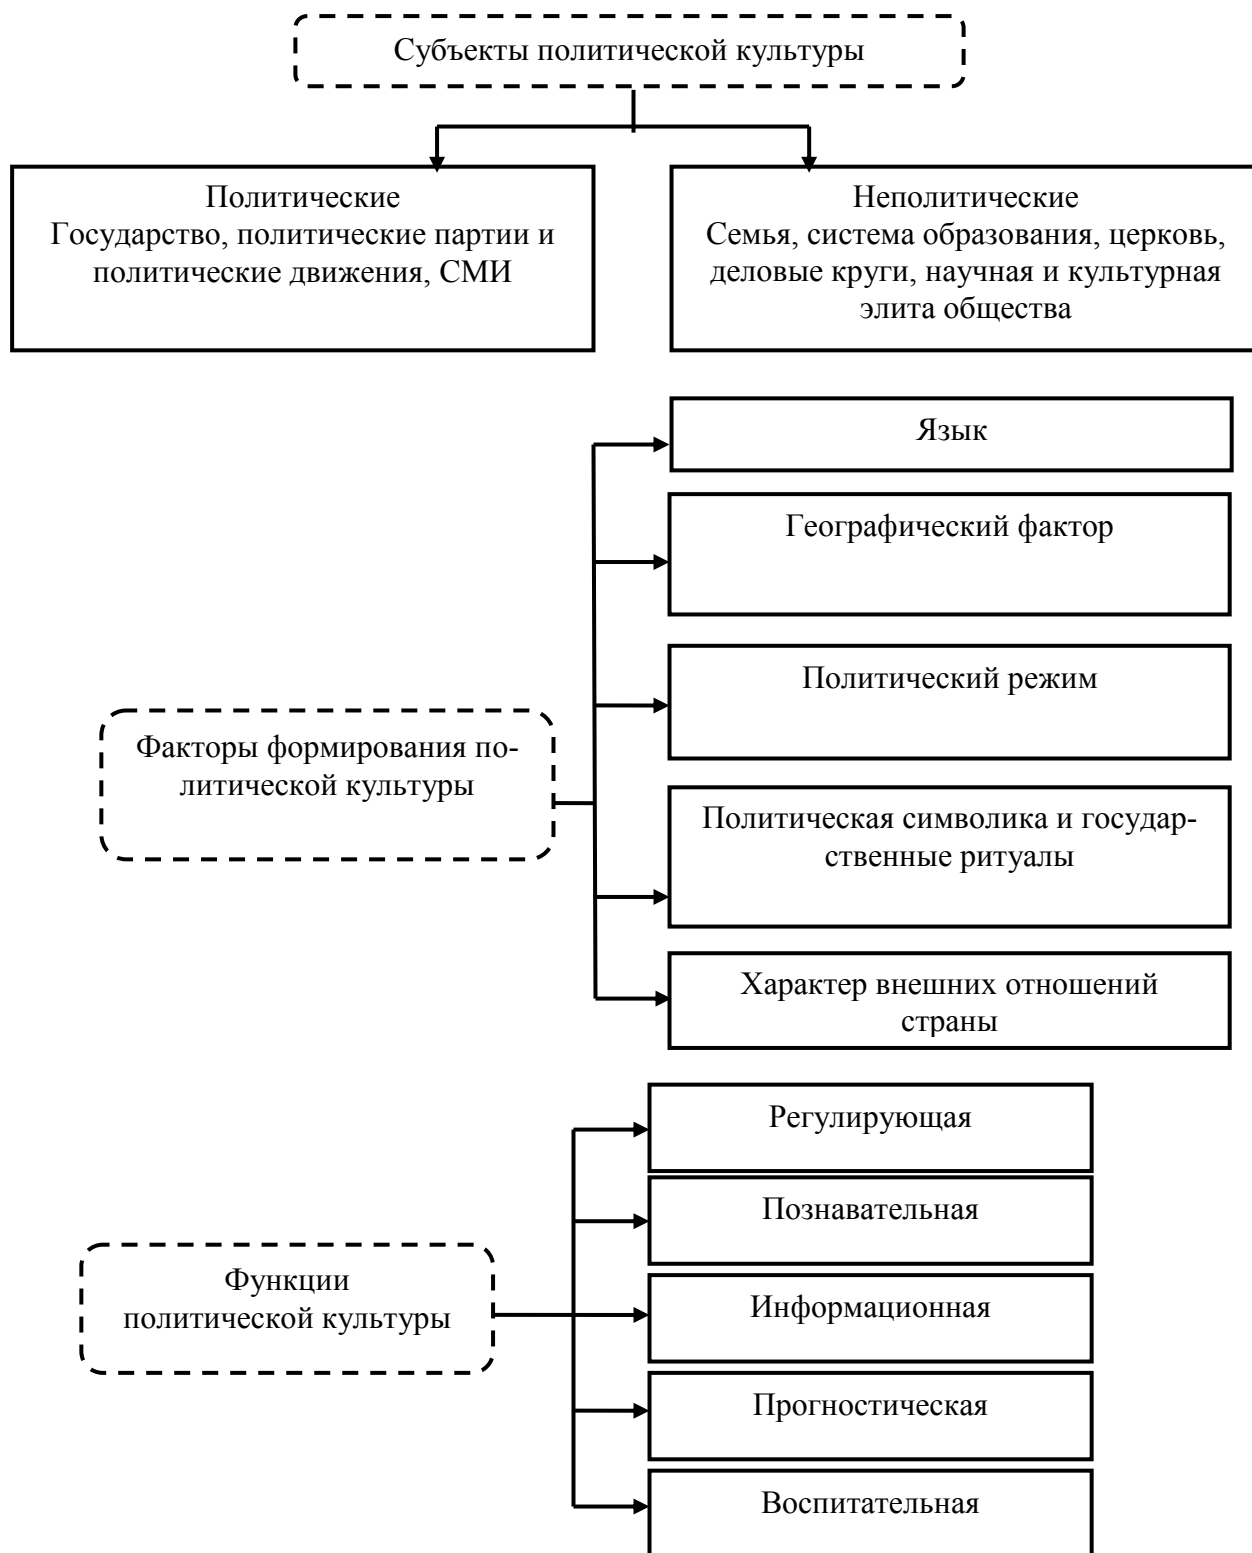 Субъекты политической культуры
Политические
Государство, политические партии и
политические движения, СМИ
Неполитические
Семья, система образования, церковь,
деловые круги, научная и культурная
элита общества
Язык
Географический фактор
Политический режим
Факторы формирования по-
литической культуры
Политическая символика и государ-
ственные ритуалы
Характер внешних отношений
страны
Регулирующая
Познавательная
Функции
политической культуры
Информационная
Прогностическая
Воспитательная